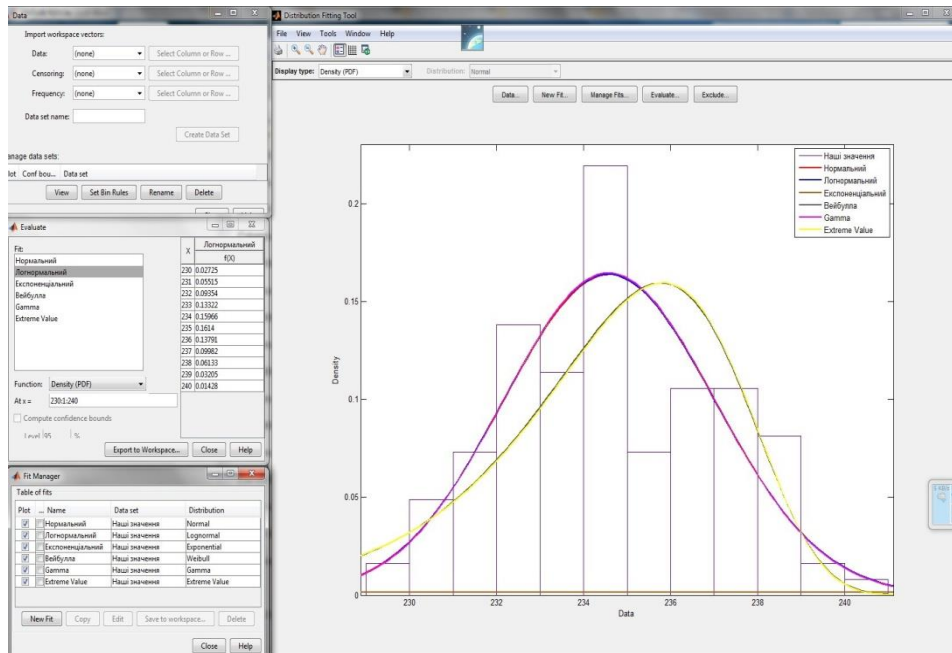 Data
Import workspace vectors:
Data: (none) Select Column or Row ...
Censoring: (none) Select Column or Row ...
Frequency: (none) Select Column or Row ...
Data set name:
Create Data Set
anage data sets:
lot Conf bou... Data set
View Set Bin Rules Rename Delete
Evaluate
Fit:
Нормальний
Логнормальний
Експоненціальний
Вейбулла
Gamma
Extreme Value
Function: Density (PDF)
At x = 230:1:240
Compute confidence bounds
Level 95 %
X Логнормальний
f(X)
230 0.02725
231 0.05515
232 0.09354
233 0.13322
234 0.15966
235 0.1614
236 0.13791
237 0.09982
238 0.06133
239 0.03205
240 0.01428
Export to Workspace... Close Help
Fit Manager
Table of fits
Plot ... Name Data set Distribution
Нормальний Наші значення Normal
Логнормальний Наші значення Lognormal
Експоненціальний Наші значення Exponential
Вейбулла Наші значення Weibull
Gamma Наші значення Gamma
Extreme Value Наші значення Extreme Value
New Fit Copy Edit Save to workspace... Delete
Close Help
Distribution Fitting Tool
File View Tools Window Help
Display type: Density (PDF) Distribution: Normal
Data... New Fit... Manage Fits... Evaluate... Exclude...
Наші значення
Нормальний
Логнормальний
Експоненціальний
Вейбулла
Gamma
Extreme Value
0.2
0.15
0.1
0.05
0
Density
230 232 234 236 238 240
Data